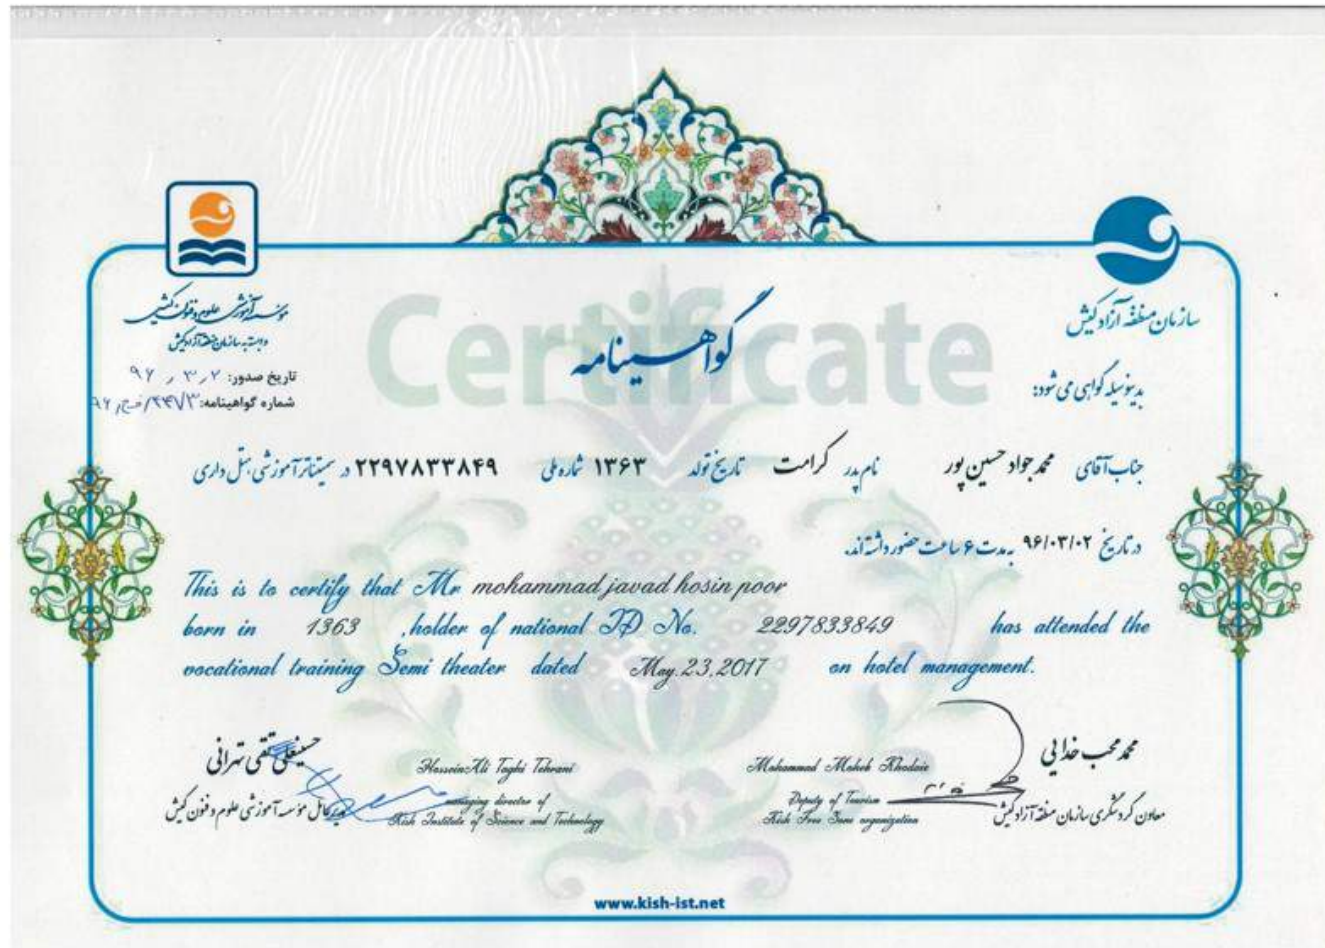 Certificate
گواهینامه
سازمان منطقه آزاد کیش
موسسه آموزشی علوم و فنون کیش
وابسته به سازمان منطقه آزاد کیش
تاریخ صدور: ۹۶٫۳٫۲
شماره گواهینامه:
بدینوسیله گواهی می شود:
جناب آقای محمد جواد حسین پور نام پدر کرامت تاریخ تولد ۱۳۶۳ شماره ملی ۲۲۹۷۸۳۳۸۴۹ در سمیتئاتر آموزشی هتل داری
در تاریخ ۹۶/۰۳/۰۲ به مدت ۶ ساعت حضور داشته اند.
This is to certify that Mr mohammad javad hosin poor
born in 1363 ,holder of national ID No. 2297833849 has attended the
vocational training Semi theater dated May.23,2017 on hotel management.
محمد محب خدایی
Mohammad Moheb Khodaie
معاون گردشگری سازمان منطقه آزاد کیش
Deputy of Tourism
Kish Free Zone organization
حسینعلی تقی تهرانی
HosseinAli Taghi Tehrani
مدیرعامل موسسه آموزشی علوم و فنون کیش
managing director of
Kish Institute of Science and Technology
www.kish-ist.net